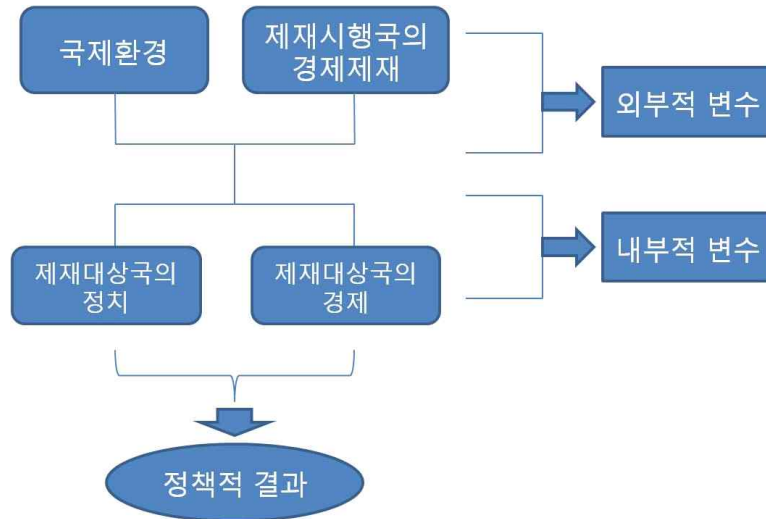 국제환경
제재시행국의
경제제재
외부적 변수
제재대상국의
정치
제재대상국의
경제
내부적 변수
정책적 결과